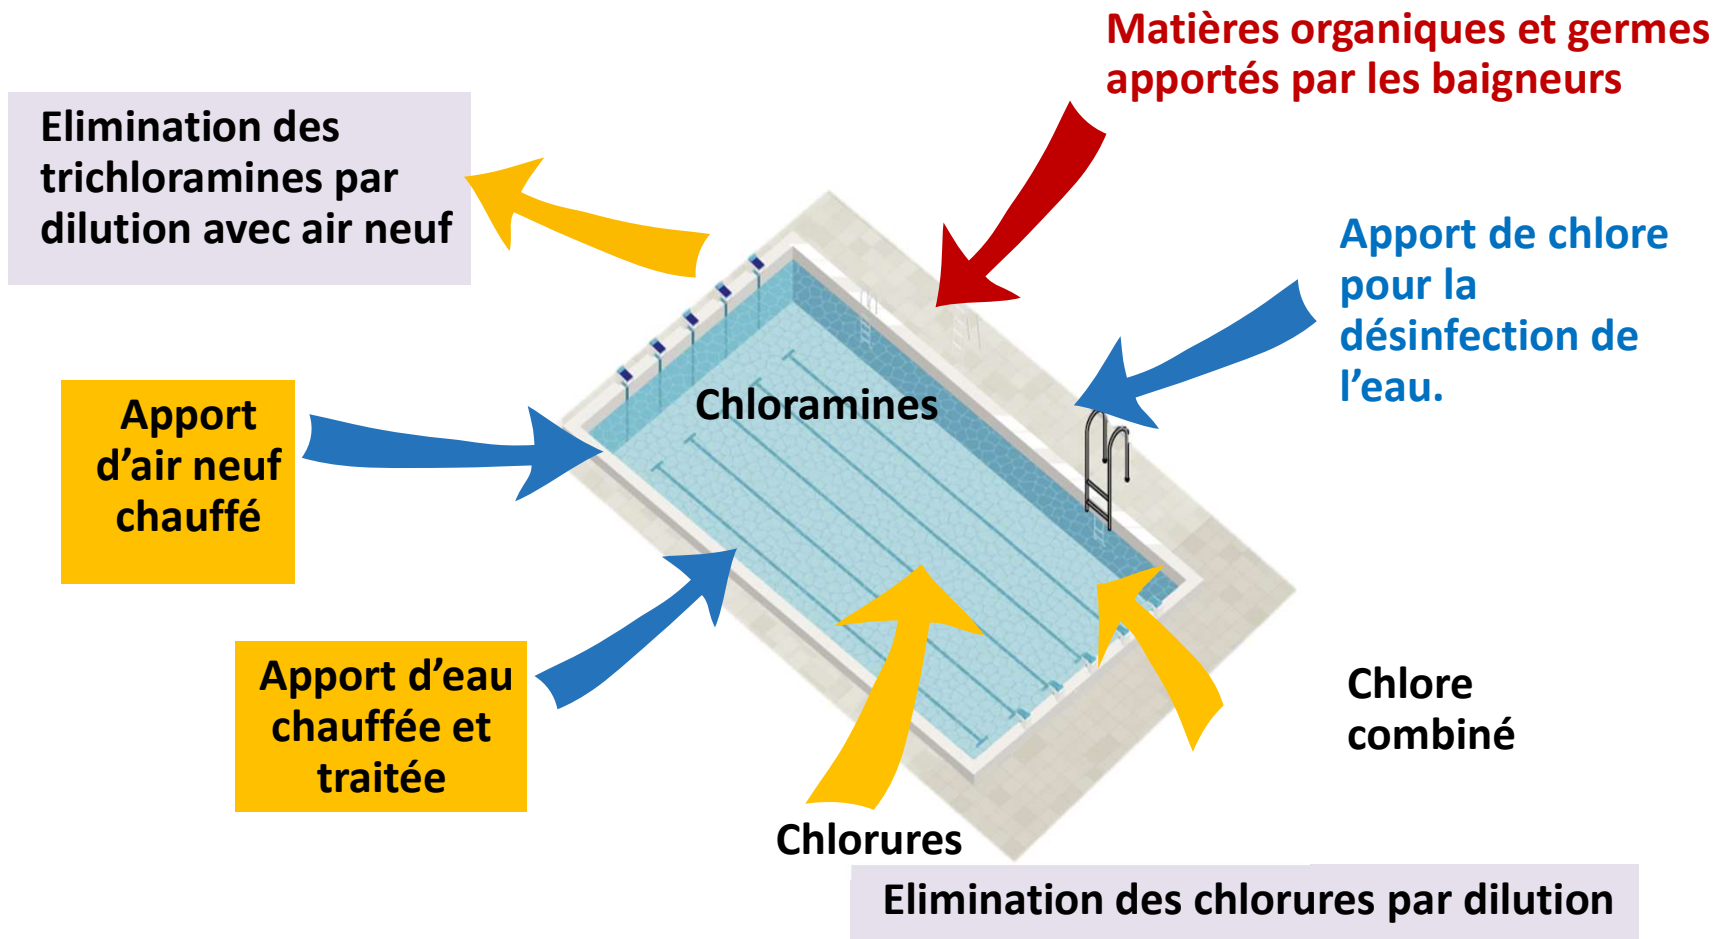 Matières organiques et germes
apportés par les baigneurs
Elimination des
trichloramines par
dilution avec air neuf
Apport de chlore
pour la
désinfection de
l’eau.
Chloramines
Apport
d’air neuf
chauffé
Apport d’eau
chauffée et
traitée
Chlore
combiné
Chlorures
Elimination des chlorures par dilution